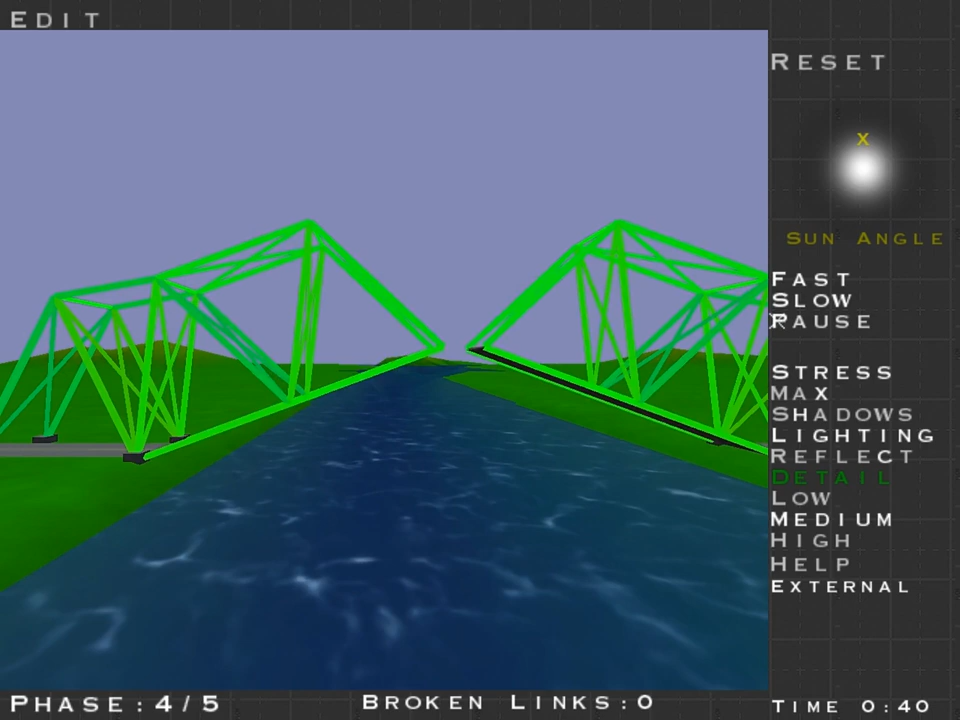 EDIT
RESET
X
SUN ANGLE
FAST
SLOW
PAUSE
STRESS
MAX
SHADOWS
LIGHTING
REFLECT
DETAIL
LOW
MEDIUM
HIGH
HELP
EXTERNAL
PHASE:4/5
BROKEN LINKS:0
TIME 0:40